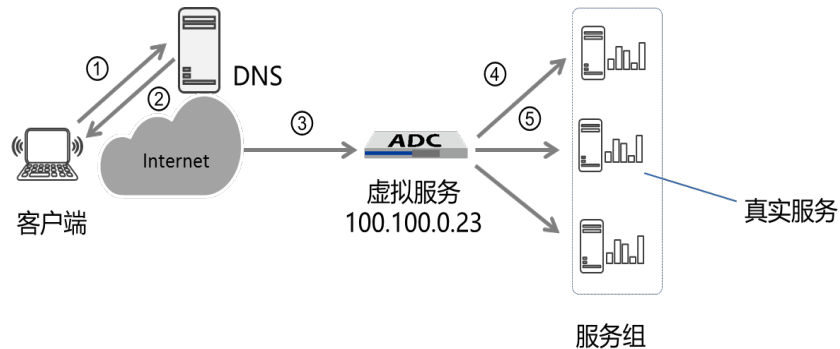 ①
DNS
②
④
③
⑤
ADC
Internet
虚拟服务
100.100.0.23
客户端
真实服务
服务组